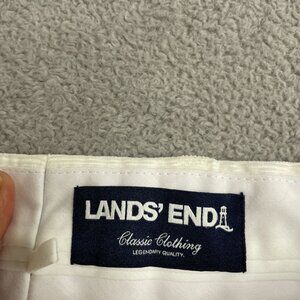 LANDS' END
Classic Clothing
LEGENDARY QUALITY.